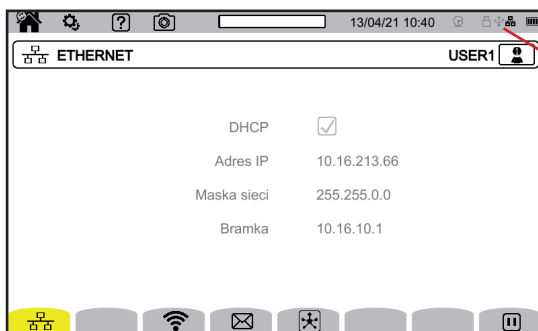 13/04/21 10:40
ETHERNET USER1
DHCP
Adres IP 10.16.213.66
Maska sieci 255.255.0.0
Bramka 10.16.10.1